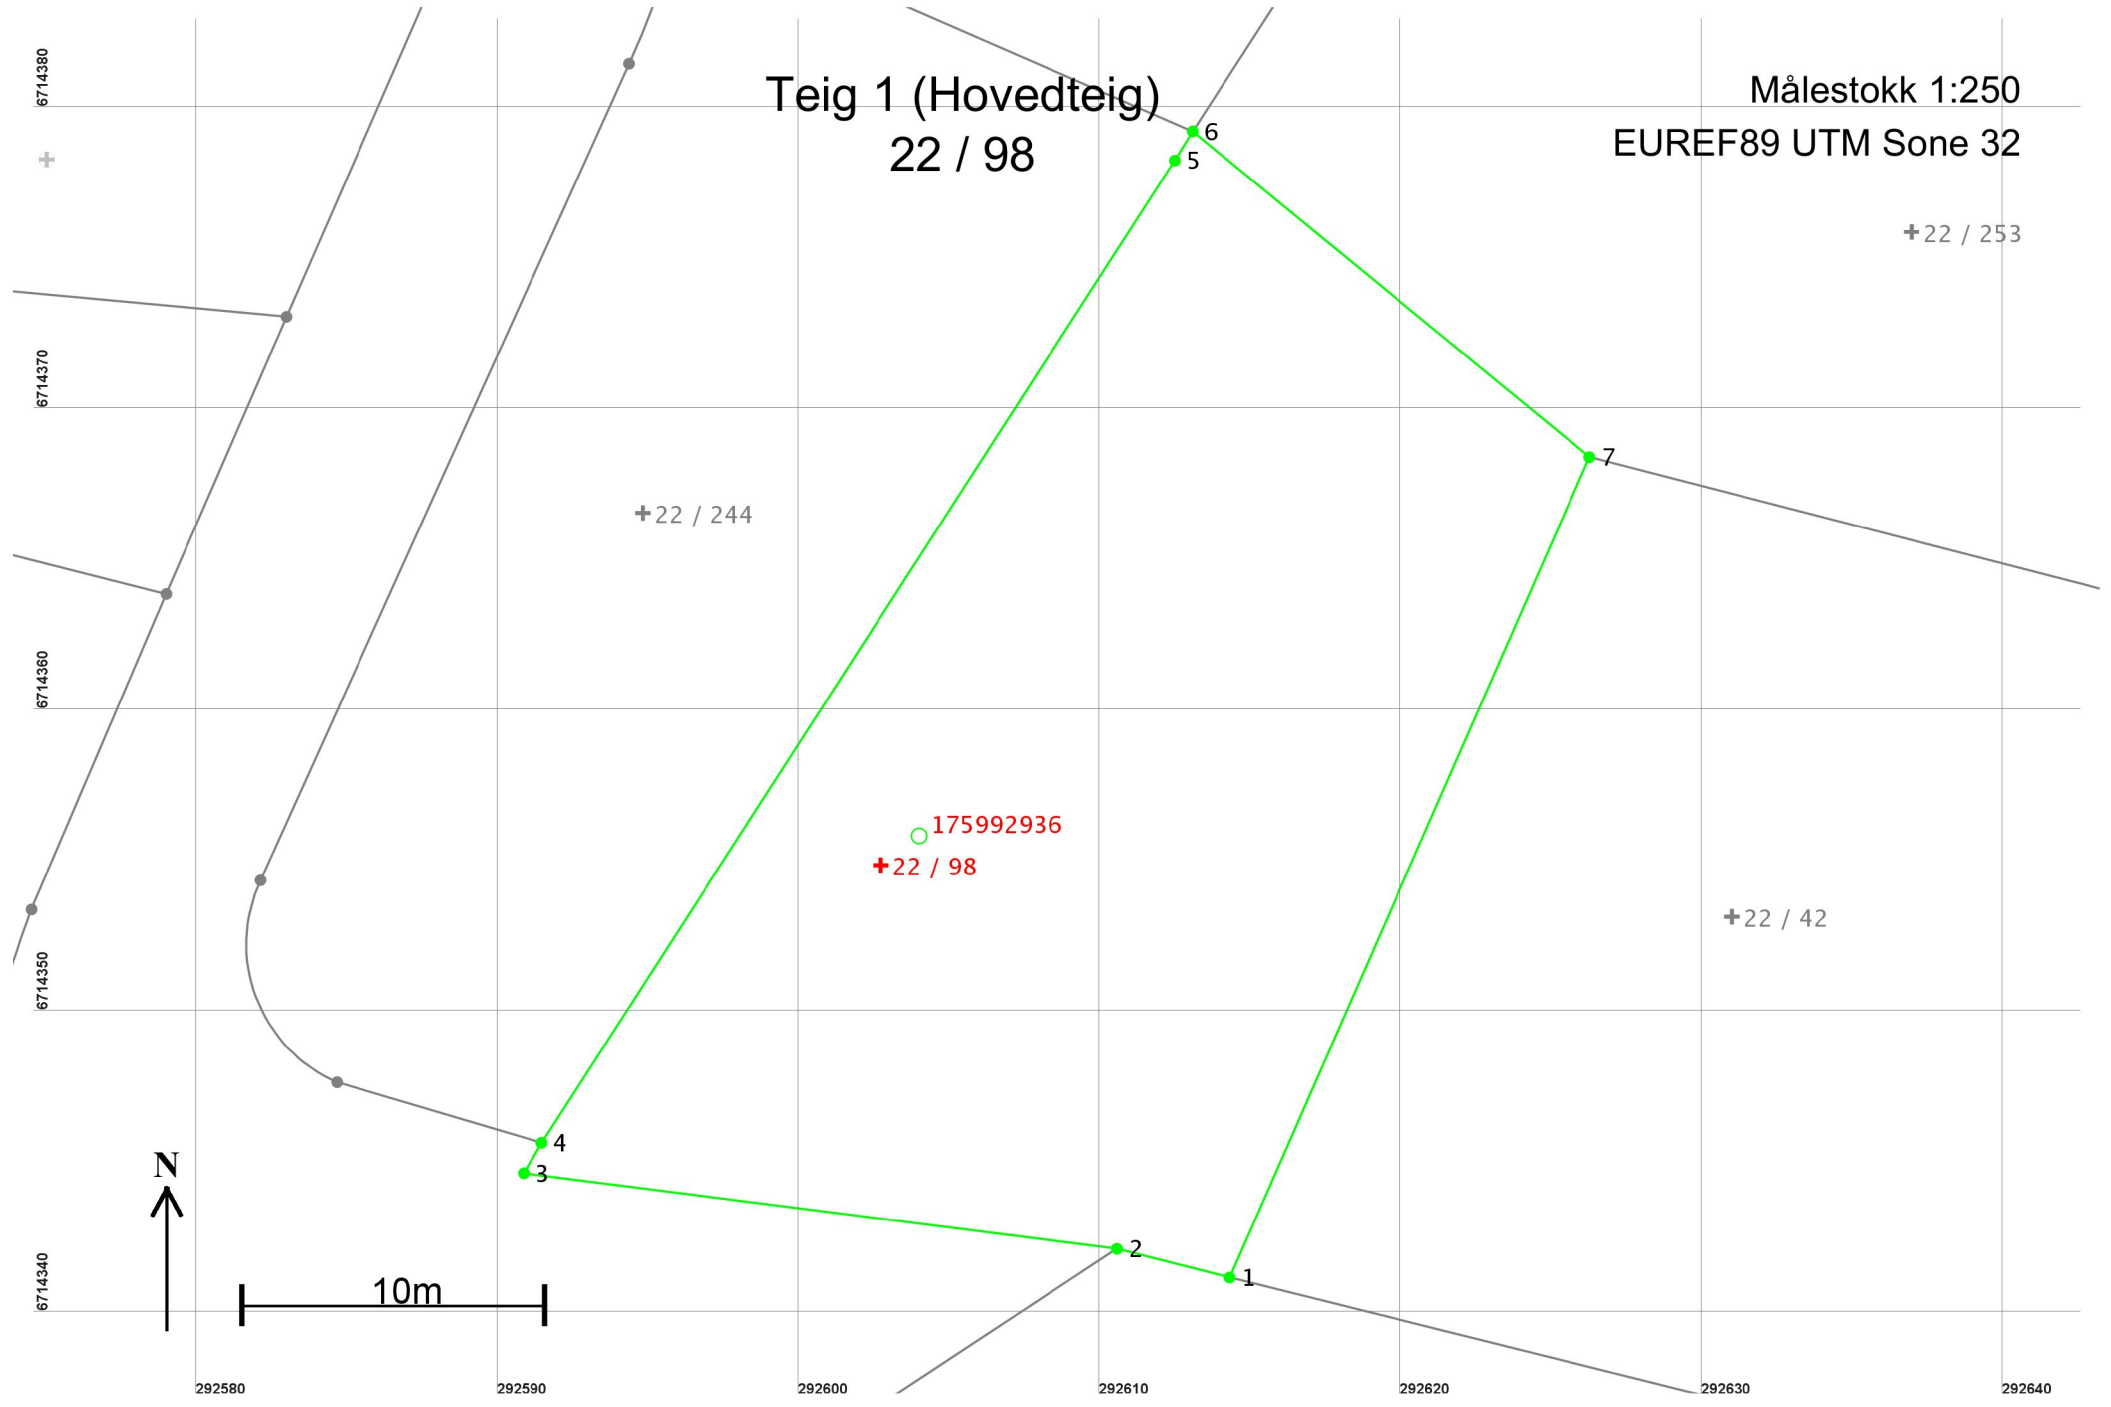 6714380
Teig 1 (Hovedteig)
22 / 98
Målestokk 1:250
EUREF89 UTM Sone 32
6
5
22 / 253
6714370
7
22 / 244
6714360
175992936
22 / 98
22 / 42
6714350
4
3
N
2
1
6714340
10m
292580
292590
292600
292610
292620
292630
292640